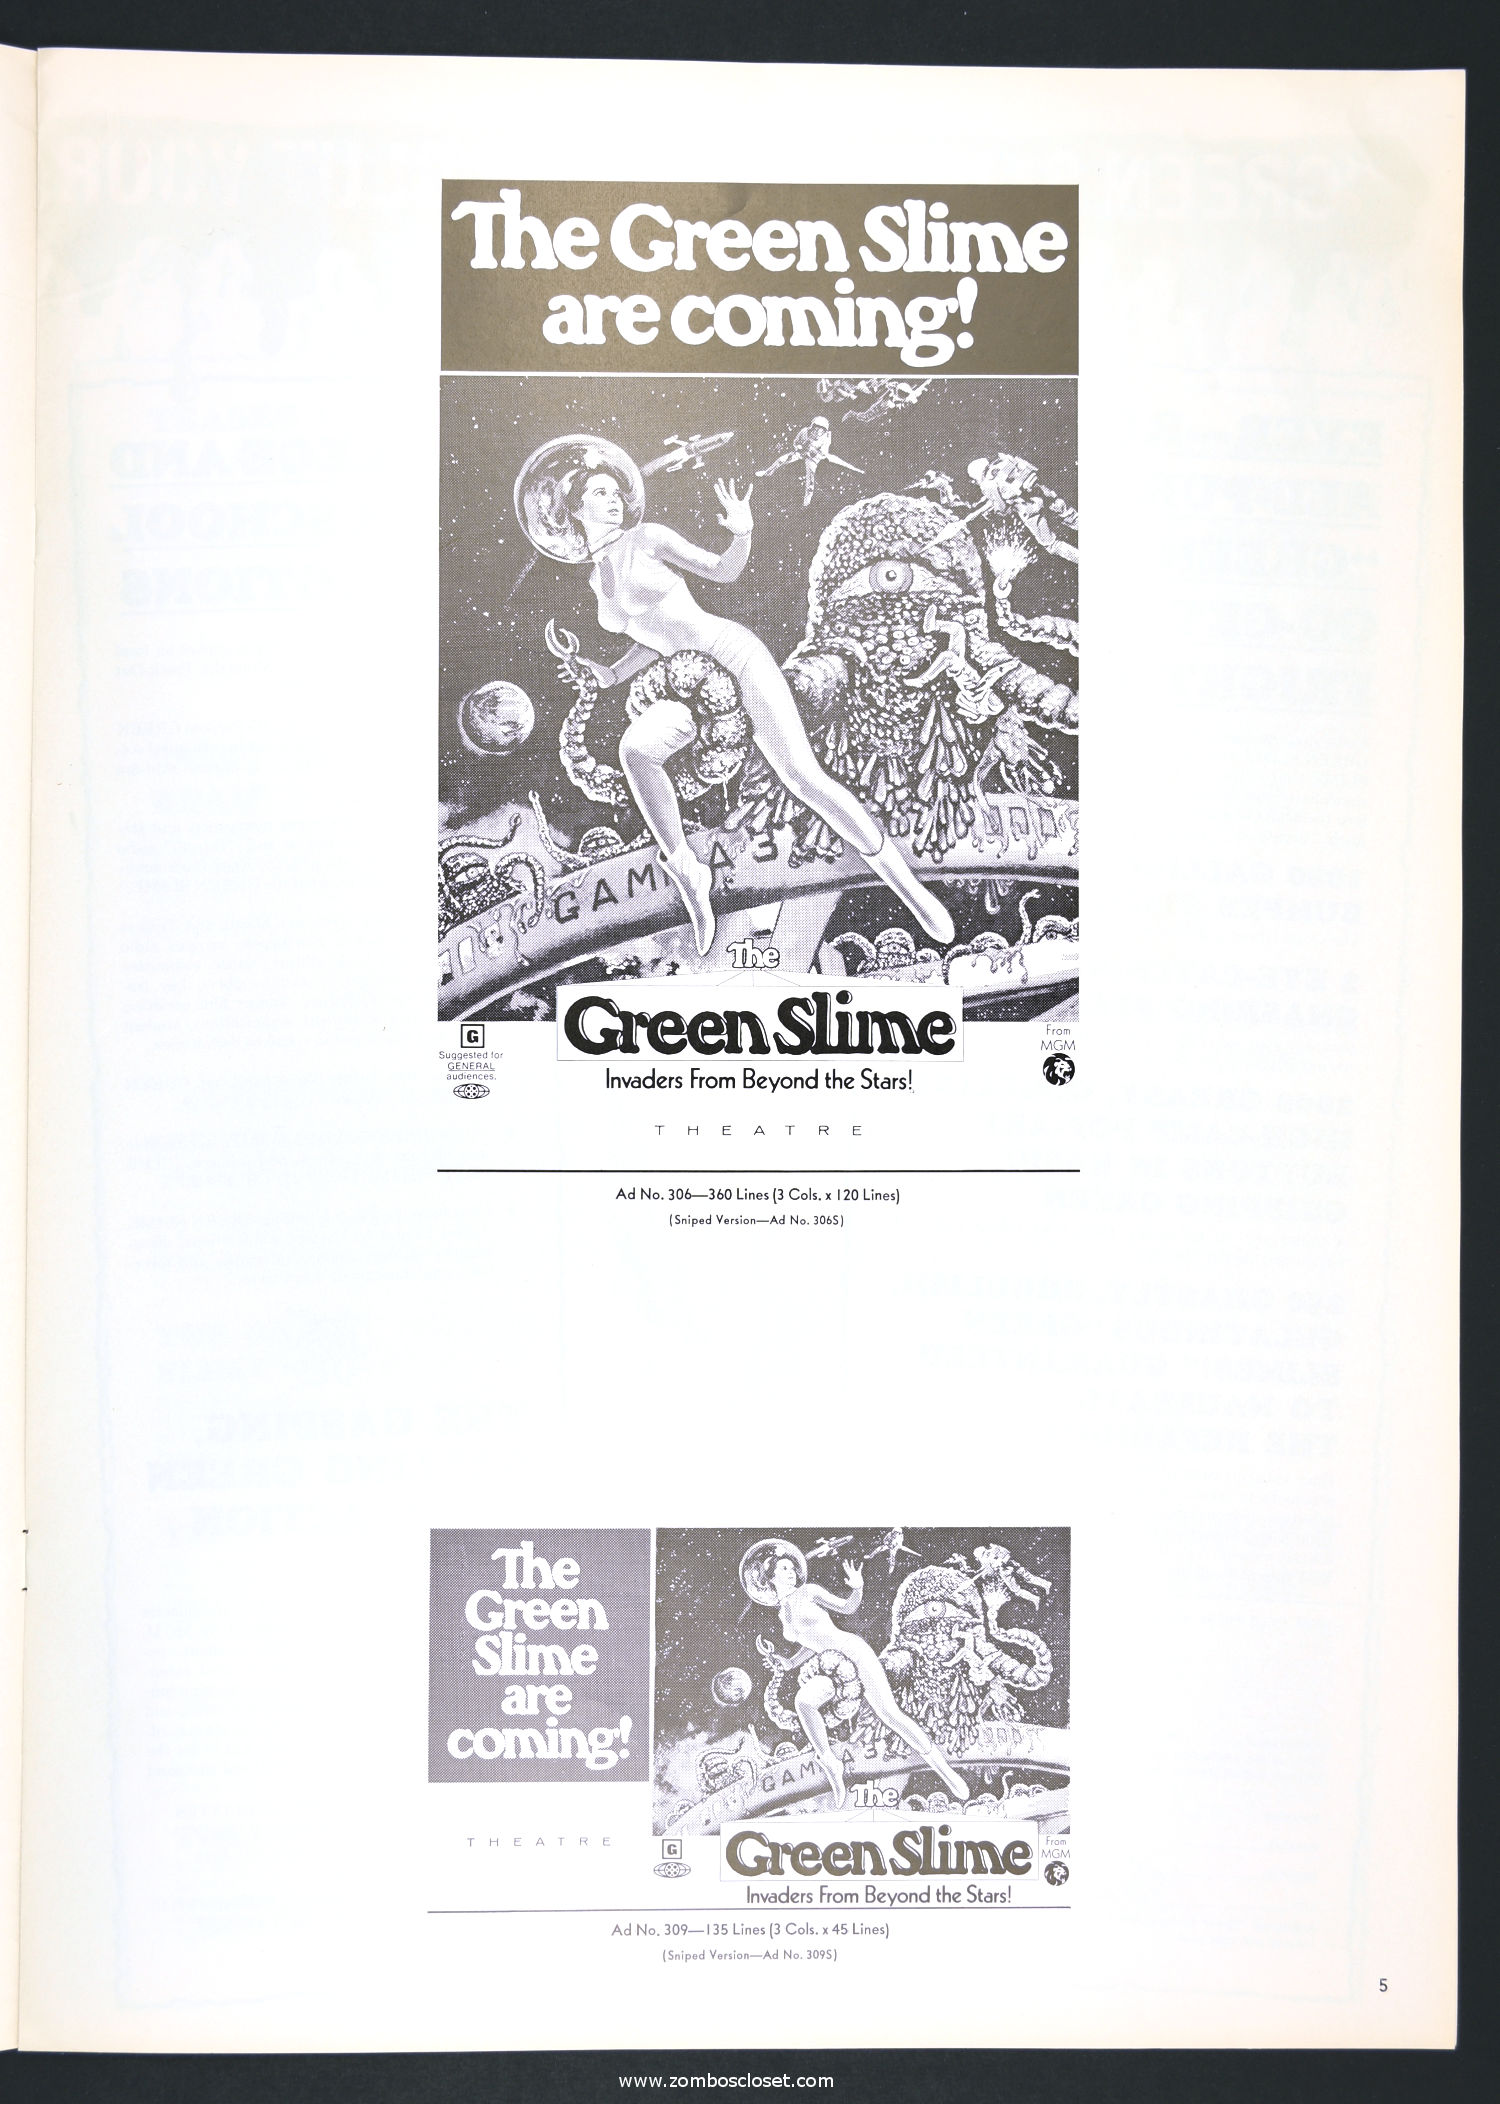 The Green Slime
are coming!
GAMMA 3
The
Green Slime
Invaders From Beyond the Stars!
G
Suggested for
GENERAL
audiences.
From
MGM
THEATRE
Ad No. 306—360 Lines (3 Cols. x 120 Lines)
(Sniped Version—Ad No. 306S)
The
Green
Slime
are
coming!
THEATRE
GAM A 3
The
Green Slime
Invaders From Beyond the Stars!
G
From
MGM
Ad No. 309—135 Lines (3 Cols. x 45 Lines)
(Sniped Version—Ad No. 309S)
5
www.zomboscloset.com